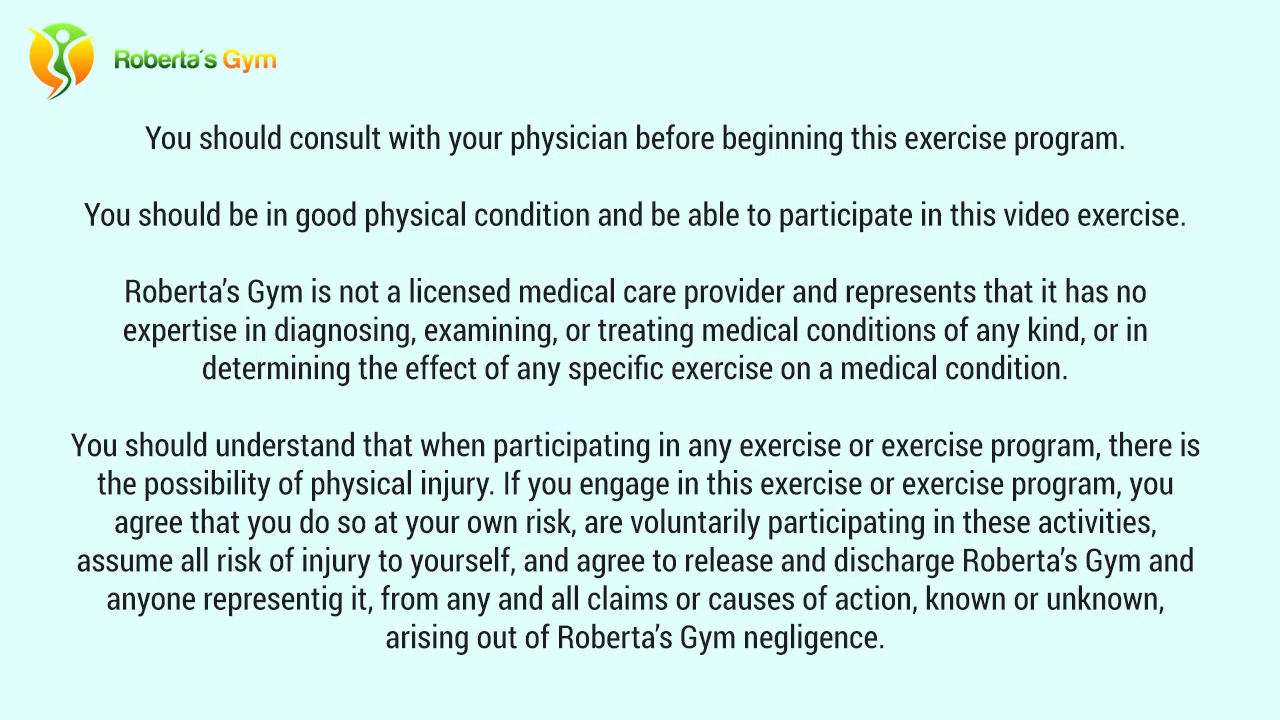 Roberta´s Gym
You should consult with your physician before beginning this exercise program.
You should be in good physical condition and be able to participate in this video exercise.
Roberta’s Gym is not a licensed medical care provider and represents that it has no
expertise in diagnosing, examining, or treating medical conditions of any kind, or in
determining the effect of any specific exercise on a medical condition.
You should understand that when participating in any exercise or exercise program, there is
the possibility of physical injury. If you engage in this exercise or exercise program, you
agree that you do so at your own risk, are voluntarily participating in these activities,
assume all risk of injury to yourself, and agree to release and discharge Roberta’s Gym and
anyone representig it, from any and all claims or causes of action, known or unknown,
arising out of Roberta’s Gym negligence.